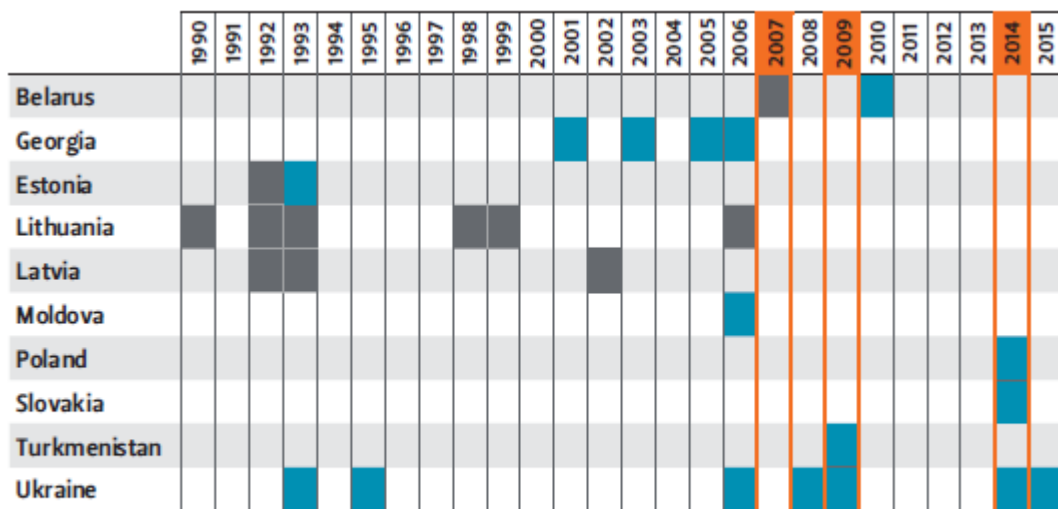 1990 1991 1992 1993 1994 1995 1996 1997 1998 1999 2000 2001 2002 2003 2004 2005 2006 2007 2008 2009 2010 2011 2012 2013 2014 2015
Belarus
Georgia
Estonia
Lithuania
Latvia
Moldova
Poland
Slovakia
Turkmenistan
Ukraine